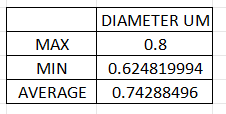 DIAMETER UM
MAX 0.8
MIN 0.624819994
AVERAGE 0.74288496